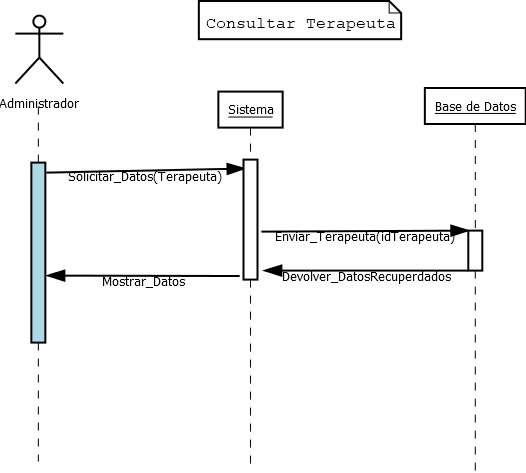 Consultar Terapeuta
Administrador
Sistema
Base de Datos
Solicitar_Datos(Terapeuta)
Enviar_Terapeuta(idTerapeuta)
Devolver_DatosRecuperdados
Mostrar_Datos